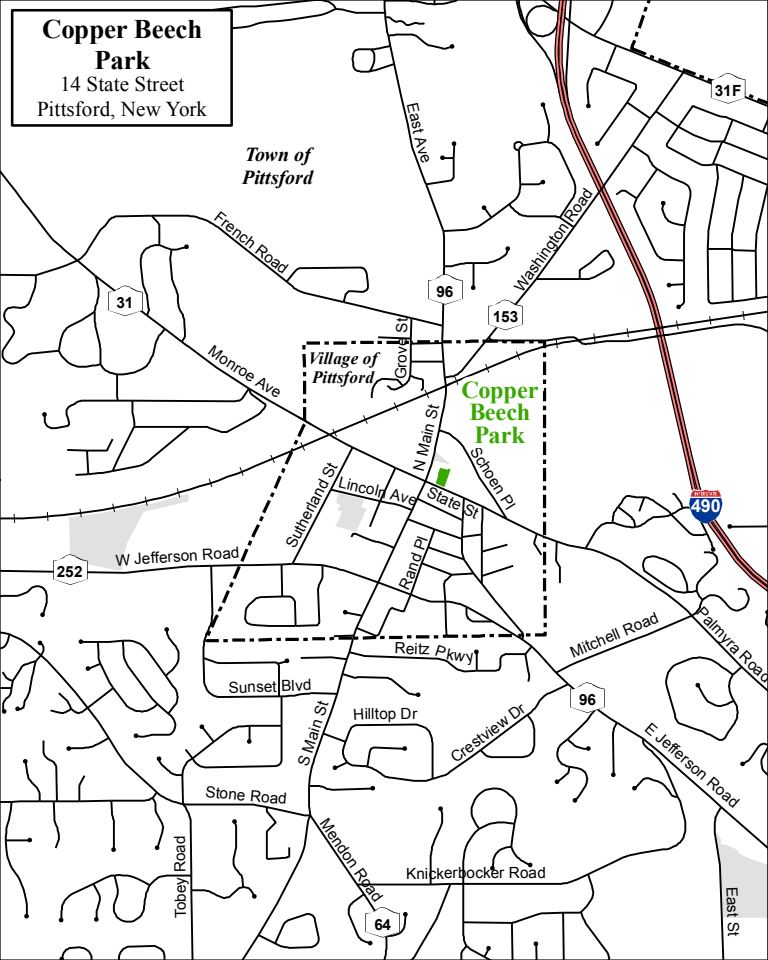 Copper Beech
Park
14 State Street
Pittsford, New York
31F
East Ave
Town of
Pittsford
French Road
Washington Road
96
31
153
Grove St
Village of
Pittsford
Monroe Ave
Copper
Beech
Park
N Main St
Schoen Pl
Sutherland St
Lincoln Ave
State St
INTERSTATE
490
W Jefferson Road
252
Rand Pl
Mitchell Road
Palmyra Road
Reitz Pkwy
Sunset Blvd
96
S Main St
Hilltop Dr
Crestview Dr
E Jefferson Road
Stone Road
Mendon Road
Tobey Road
Knickerbocker Road
East St
64